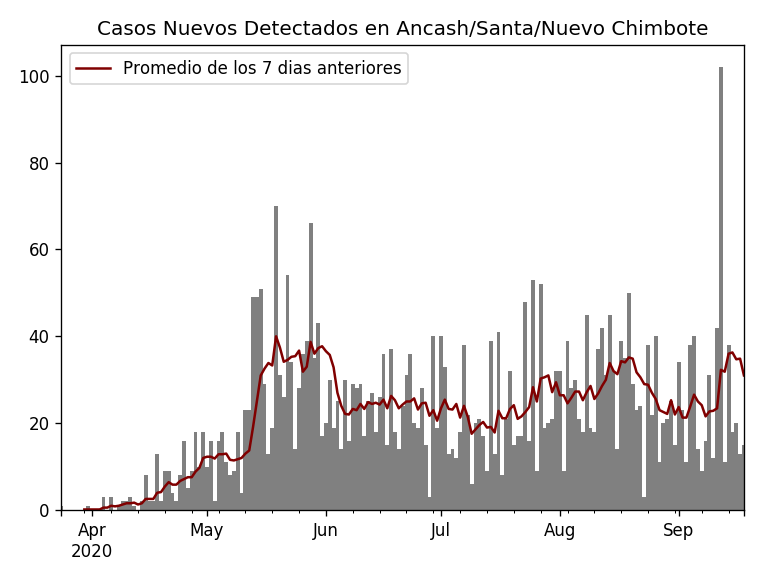 Casos Nuevos Detectados en Ancash/Santa/Nuevo Chimbote
Promedio de los 7 dias anteriores
100
80
60
40
20
0
Apr
2020
May
Jun
Jul
Aug
Sep